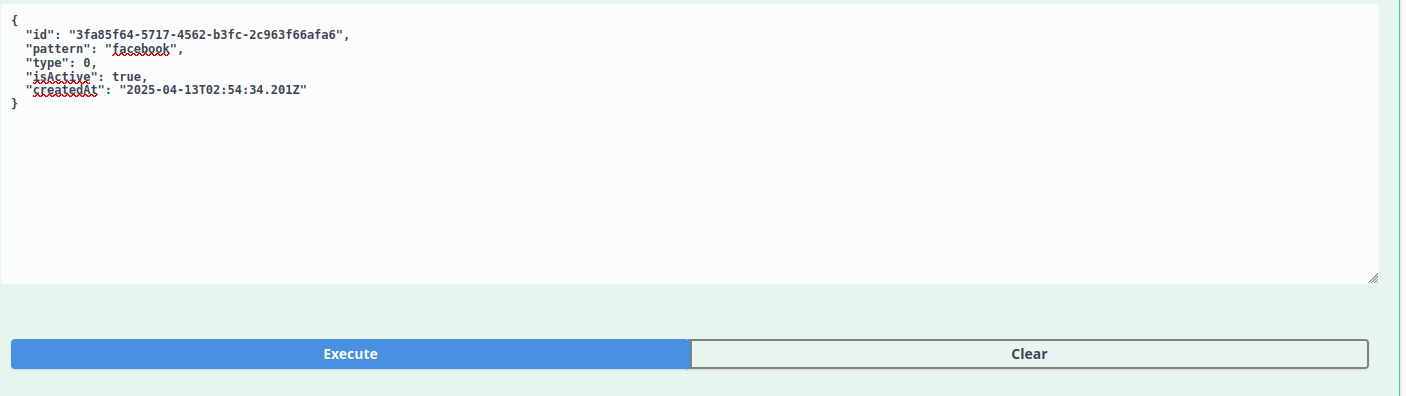 {
"id": "3fa85f64-5717-4562-b3fc-2c963f66afa6",
"pattern": "facebook",
"type": 0,
"isActive": true,
"createdAt": "2025-04-13T02:54:34.201Z"
}
Execute
Clear